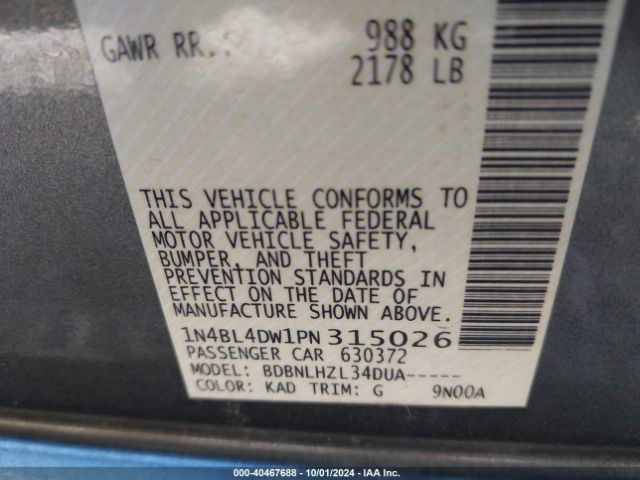 GAWR RR.: 988 KG
2178 LB
THIS VEHICLE CONFORMS TO
ALL APPLICABLE FEDERAL
MOTOR VEHICLE SAFETY,
BUMPER, AND THEFT
PREVENTION STANDARDS IN
EFFECT ON THE DATE OF
MANUFACTURE SHOWN ABOVE.
1N4BL4DW1PN315026
PASSENGER CAR 630372
MODEL: BDBNLHZL34DUA-----
COLOR: KAD TRIM: G 9N00A
000-40467688 - 10/01/2024 - IAA Inc.